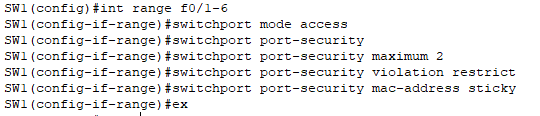 SW1(config)#int range f0/1-6
SW1(config-if-range)#switchport mode access
SW1(config-if-range)#switchport port-security
SW1(config-if-range)#switchport port-security maximum 2
SW1(config-if-range)#switchport port-security violation restrict
SW1(config-if-range)#switchport port-security mac-address sticky
SW1(config-if-range)#ex